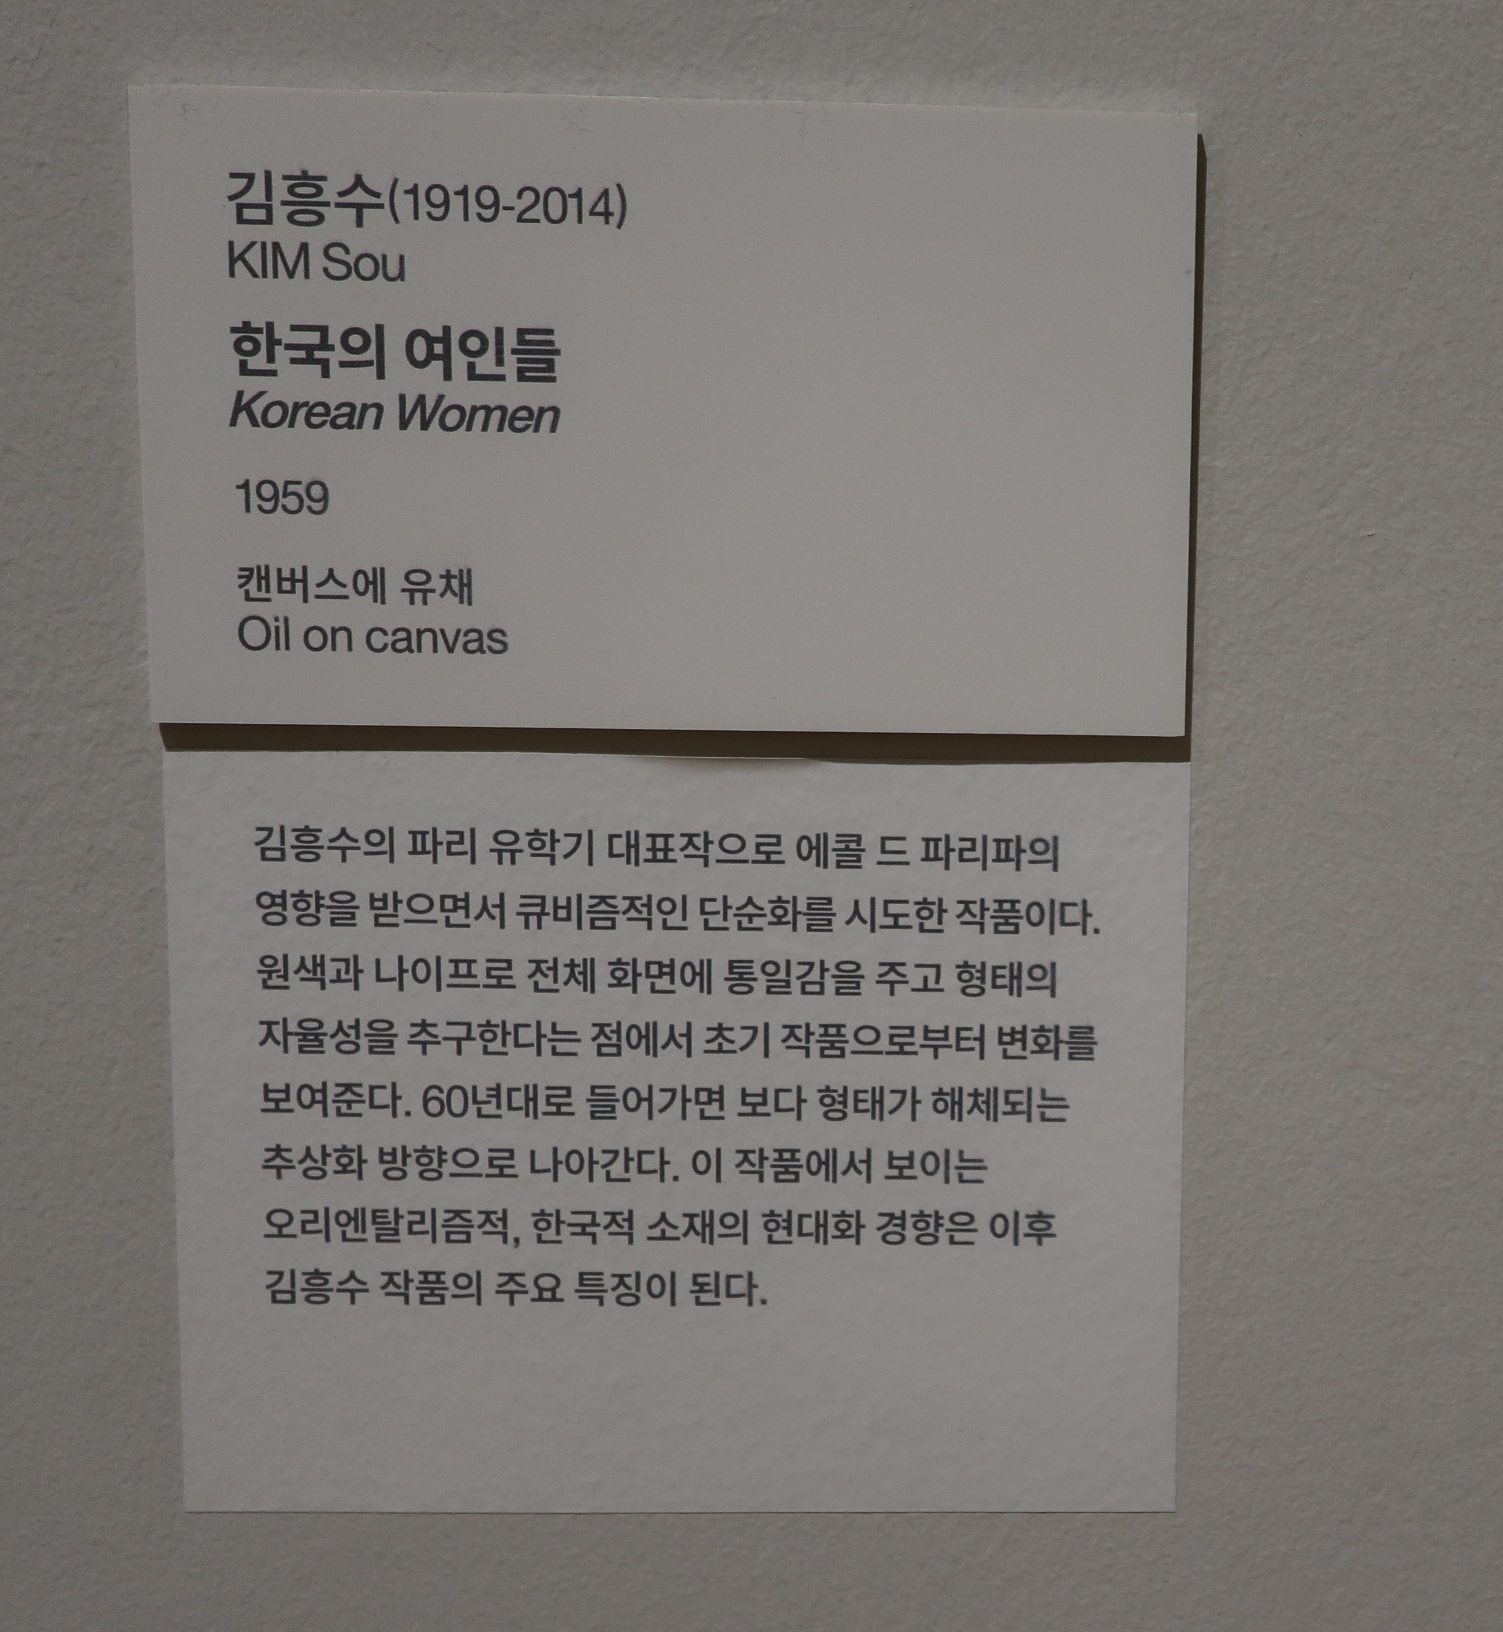 김흥수(1919-2014)
KIM Sou
한국의 여인들
Korean Women
1959
캔버스에 유채
Oil on canvas
김흥수의 파리 유학기 대표작으로 에콜 드 파리파의
영향을 받으면서 큐비즘적인 단순화를 시도한 작품이다.
원색과 나이프로 전체 화면에 통일감을 주고 형태의
자율성을 추구한다는 점에서 초기 작품으로부터 변화를
보여준다. 60년대로 들어가면 보다 형태가 해체되는
추상화 방향으로 나아간다. 이 작품에서 보이는
오리엔탈리즘적, 한국적 소재의 현대화 경향은 이후
김흥수 작품의 주요 특징이 된다.